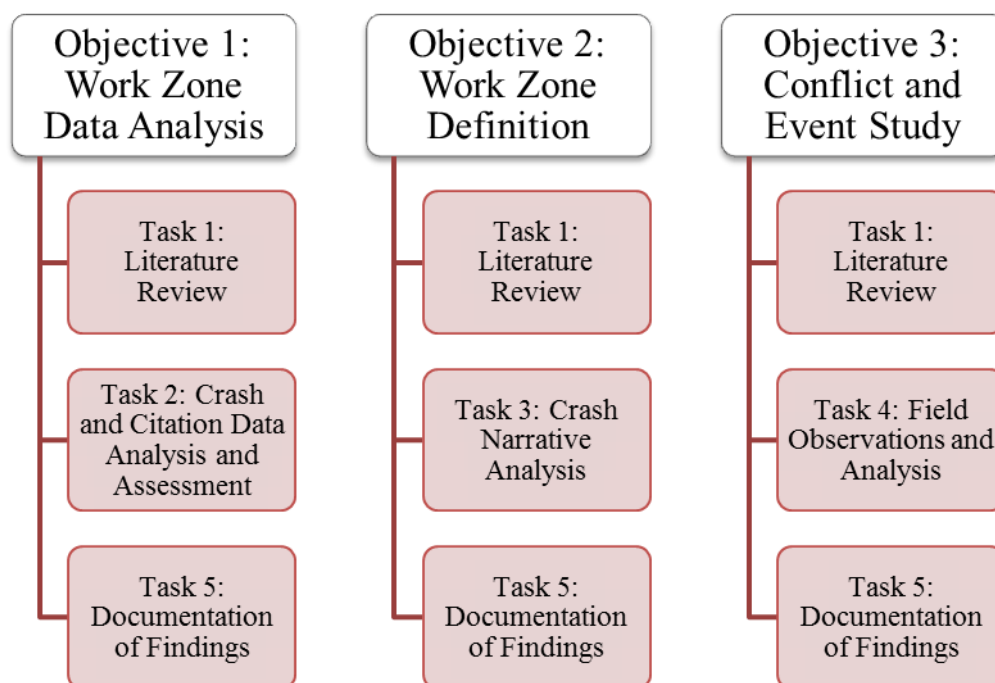 Objective 1:
Work Zone
Data Analysis
Task 1:
Literature
Review
Task 2: Crash
and Citation Data
Analysis and
Assessment
Task 5:
Documentation
of Findings
Objective 2:
Work Zone
Definition
Task 1:
Literature
Review
Task 3: Crash
Narrative
Analysis
Task 5:
Documentation
of Findings
Objective 3:
Conflict and
Event Study
Task 1:
Literature
Review
Task 4: Field
Observations and
Analysis
Task 5:
Documentation
of Findings